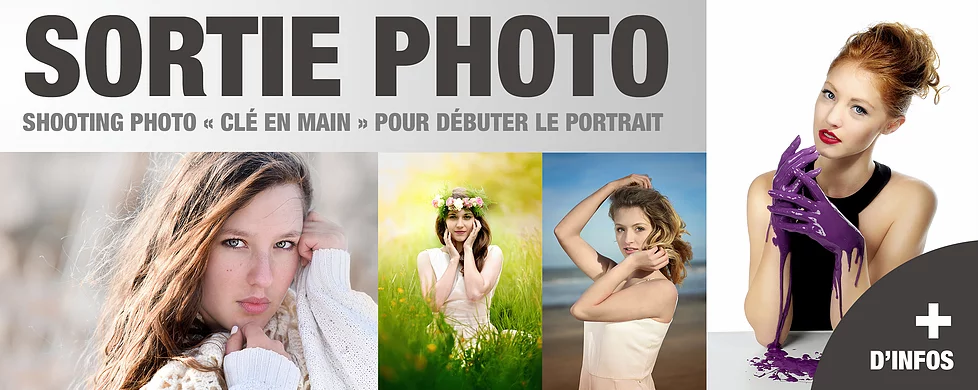 SORTIE PHOTO
SHOOTING PHOTO « CLÉ EN MAIN » POUR DÉBUTER LE PORTRAIT
+
D'INFOS